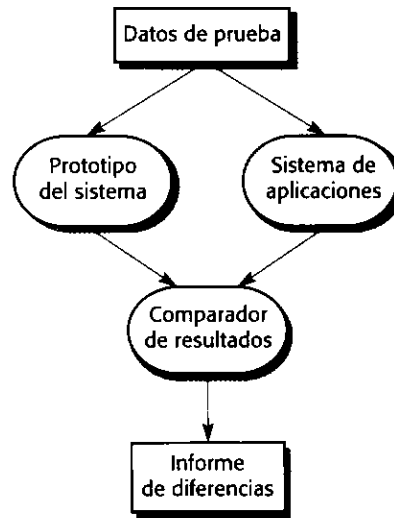 Datos de prueba
Prototipo
del sistema
Sistema de
aplicaciones
Comparador
de resultados
Informe
de diferencias